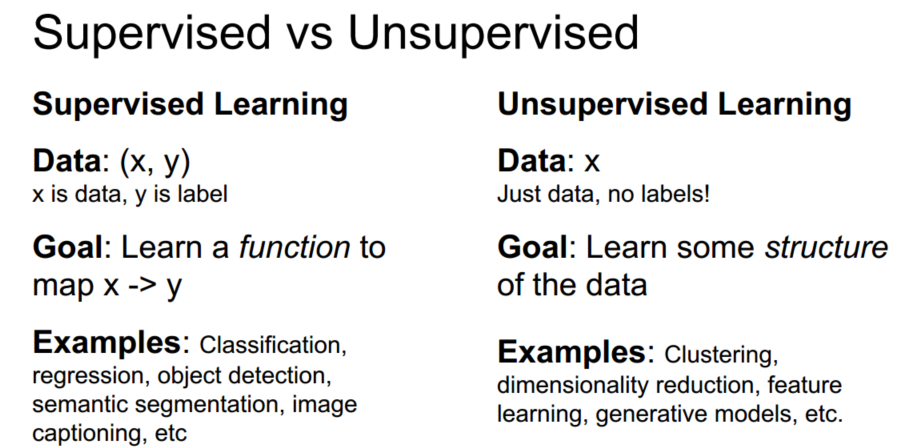 Supervised vs Unsupervised
Supervised Learning
Data: (x, y)
x is data, y is label
Goal: Learn a function to
map x -> y
Examples: Classification,
regression, object detection,
semantic segmentation, image
captioning, etc
Unsupervised Learning
Data: x
Just data, no labels!
Goal: Learn some structure
of the data
Examples: Clustering,
dimensionality reduction, feature
learning, generative models, etc.